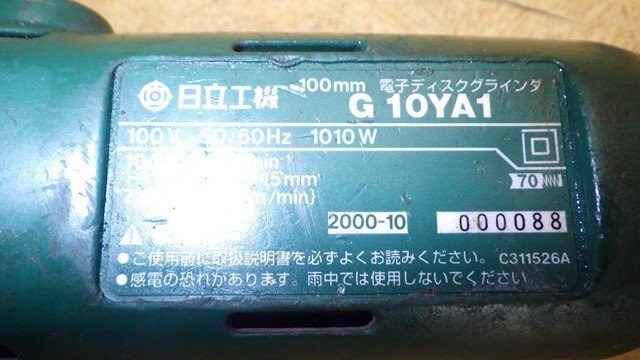 日立工機 100mm 電子ディスクグラインダ
G 10YA1
100V 50/60Hz 1010W
70
2000-10 000088
●ご使用前に取扱説明書を必ずよくお読みください。 C311526A
●感電の恐れがあります。雨中では使用しないでください。